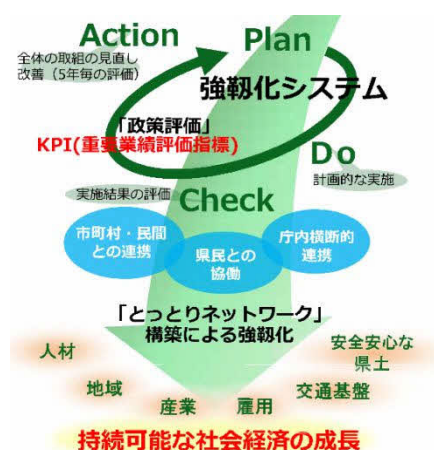 Action
Plan
全体の取組の見直し
改善（5年毎の評価）
強靱化システム
「政策評価」
KPI(重要業績評価指標)
Do
計画的な実施
実施結果の評価
Check
市町村・民間
との連携
県民との
協働
庁内横断的
連携
「とっとりネットワーク」
構築による強靱化
人材
地域
産業
雇用
交通基盤
安全安心な
県土
持続可能な社会経済の成長